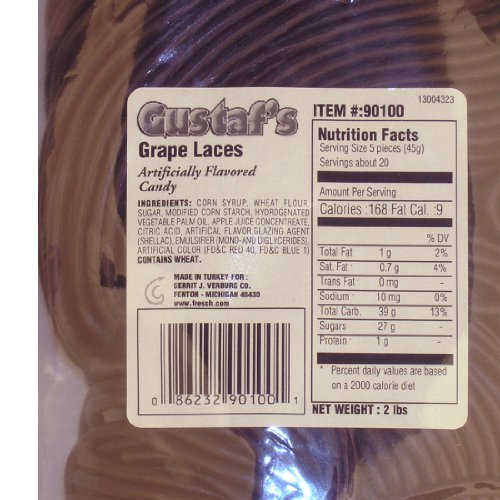 13004323
Gustaf's
Grape Laces
Artificially Flavored
Candy
INGREDIENTS: CORN SYRUP, WHEAT FLOUR,
SUGAR, MODIFIED CORN STARCH, HYDROGENATED
VEGETABLE PALM OIL, APPLE JUICE CONCENTREATE,
CITRIC ACID, ARTIFICAL FLAVOR,GLAZING AGENT
(SHELLAC), EMULSIFIER (MONO-AND DIGLYCERIDES),
ARTIFICIAL COLOR (FD&C RED 40, FD&C BLUE 1)
CONTAINS WHEAT.
MADE IN TURKEY FOR :
GERRIT J. VERBURG CO.
FENTON - MICHIGAN 48430
www.fresch.com
0 86232 90100 1
ITEM #:90100
Nutrition Facts
Serving Size 5 pieces (45g)
Servings about 20
Amount Per Serving
Calories :168 Fat Cal. :9
% DV
Total Fat 1 g 2%
Sat. Fat 0.7 g 4%
Trans Fat 0 mg -
Sodium 10 mg 0%
Total Carb. 39 g 13%
Sugars 27 g -
Protein 1 g -
* Percent daily values are based
on a 2000 calorie diet
NET WEIGHT : 2 lbs